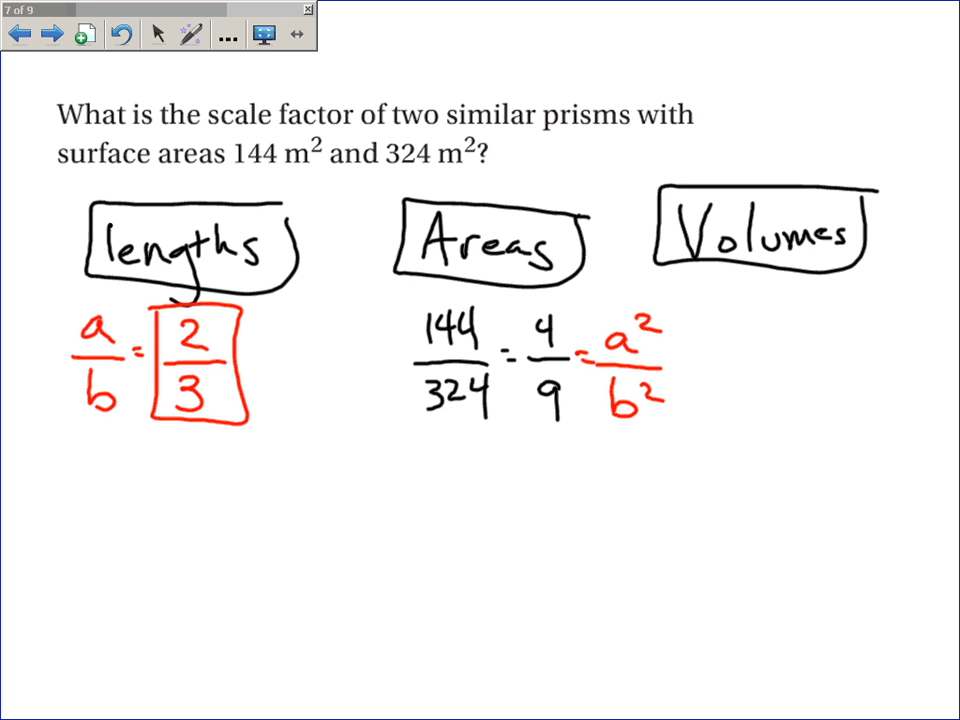 7 of 9
What is the scale factor of two similar prisms with
surface areas 144 m² and 324 m²?
lengths Areas Volumes
a/b = 2/3 144/324 = 4/9 = a²/b²